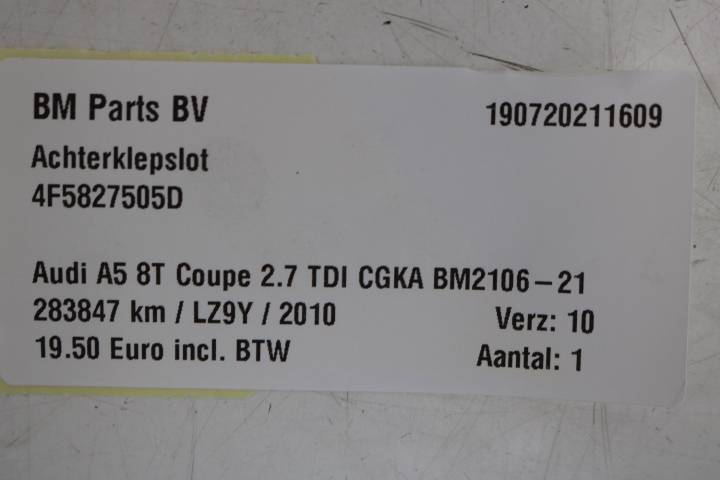 BM Parts BV 190720211609
Achterklepslot
4F5827505D
Audi A5 8T Coupe 2.7 TDI CGKA BM2106-21
283847 km / LZ9Y / 2010 Verz: 10
19.50 Euro incl. BTW Aantal: 1